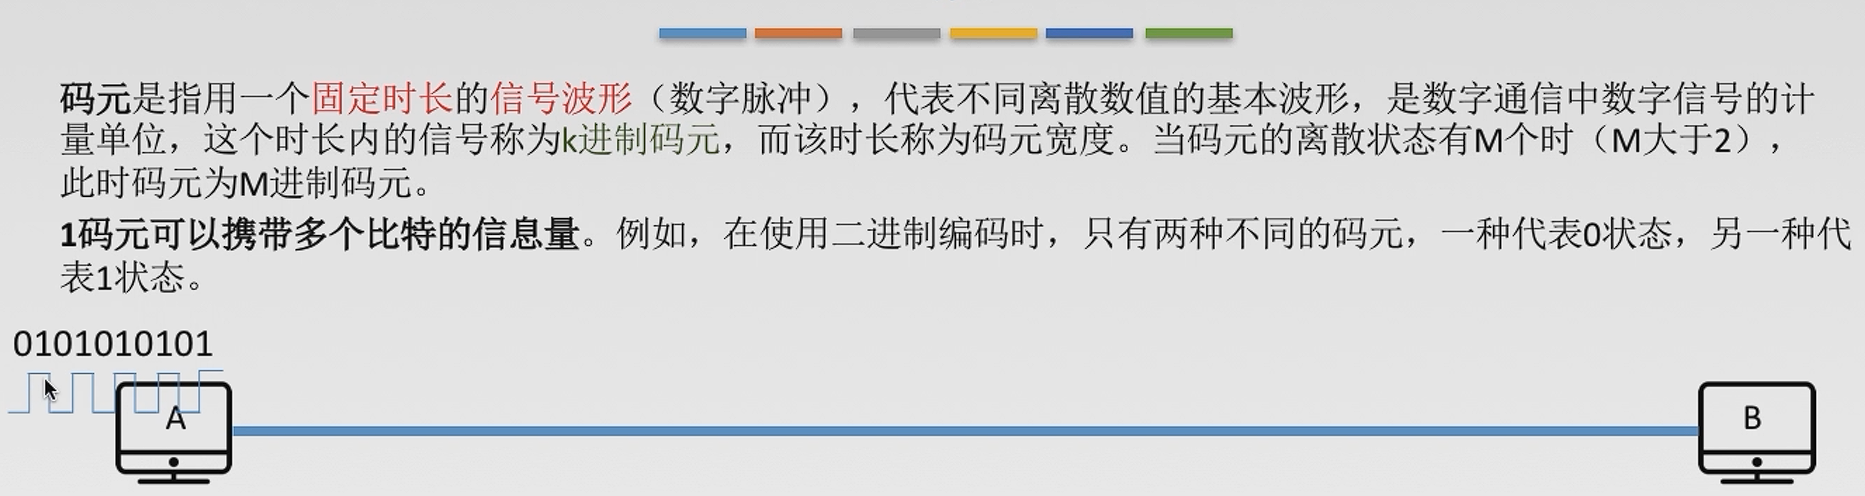 码元是指用一个固定时长的信号波形（数字脉冲），代表不同离散数值的基本波形，是数字通信中数字信号的计
量单位，这个时长内的信号称为k进制码元，而该时长称为码元宽度。当码元的离散状态有M个时（M大于2），
此时码元为M进制码元。
1码元可以携带多个比特的信息量。例如，在使用二进制编码时，只有两种不同的码元，一种代表0状态，另一种代
表1状态。
0101010101
A
B